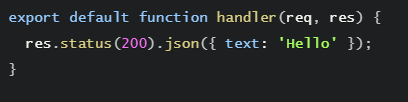 export default function handler(req, res) {
  res.status(200).json({ text: 'Hello' });
}